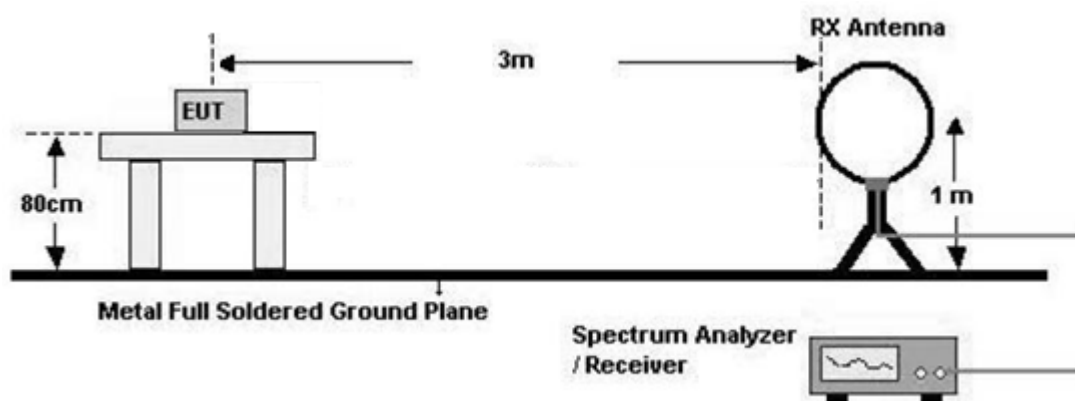 RX Antenna
3m
EUT
80cm
1 m
Metal Full Soldered Ground Plane
Spectrum Analyzer
/ Receiver